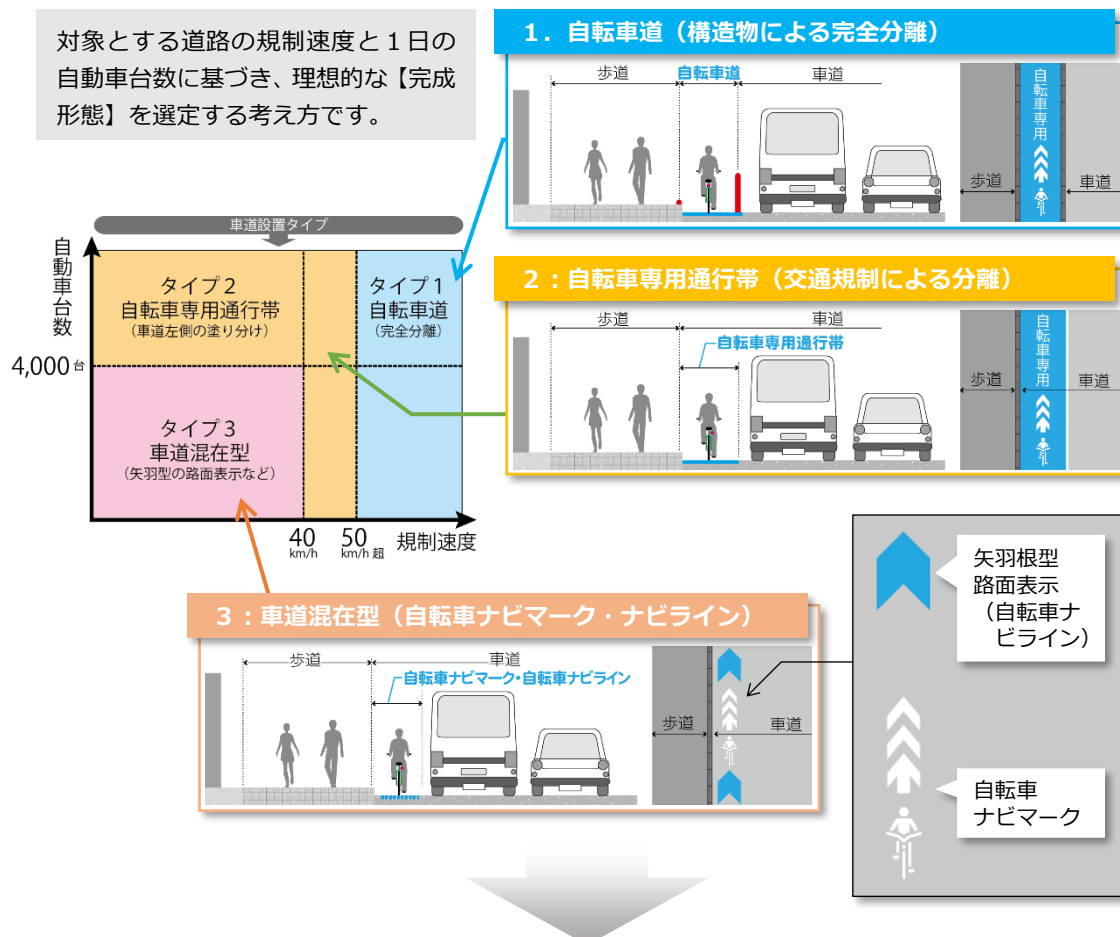 対象とする道路の規制速度と１日の
自動車台数に基づき、理想的な【完成
形態】を選定する考え方です。
１．自転車道（構造物による完全分離）
歩道
自転車道
車道
自転車専用
歩道
車道
車道設置タイプ
自動車台数
タイプ2
自転車専用通行帯
（車道左側の塗り分け）
タイプ1
自転車道
（完全分離）
4,000台
タイプ3
車道混在型
（矢羽型の路面表示など）
40
km/h
50
km/h 超
規制速度
２：自転車専用通行帯（交通規制による分離）
歩道
車道
自転車専用通行帯
自転車専用
歩道
車道
３：車道混在型（自転車ナビマーク・ナビライン）
歩道
車道
自転車ナビマーク・自転車ナビライン
歩道
車道
矢羽根型
路面表示
（自転車ナ
ビライン）
自転車
ナビマーク